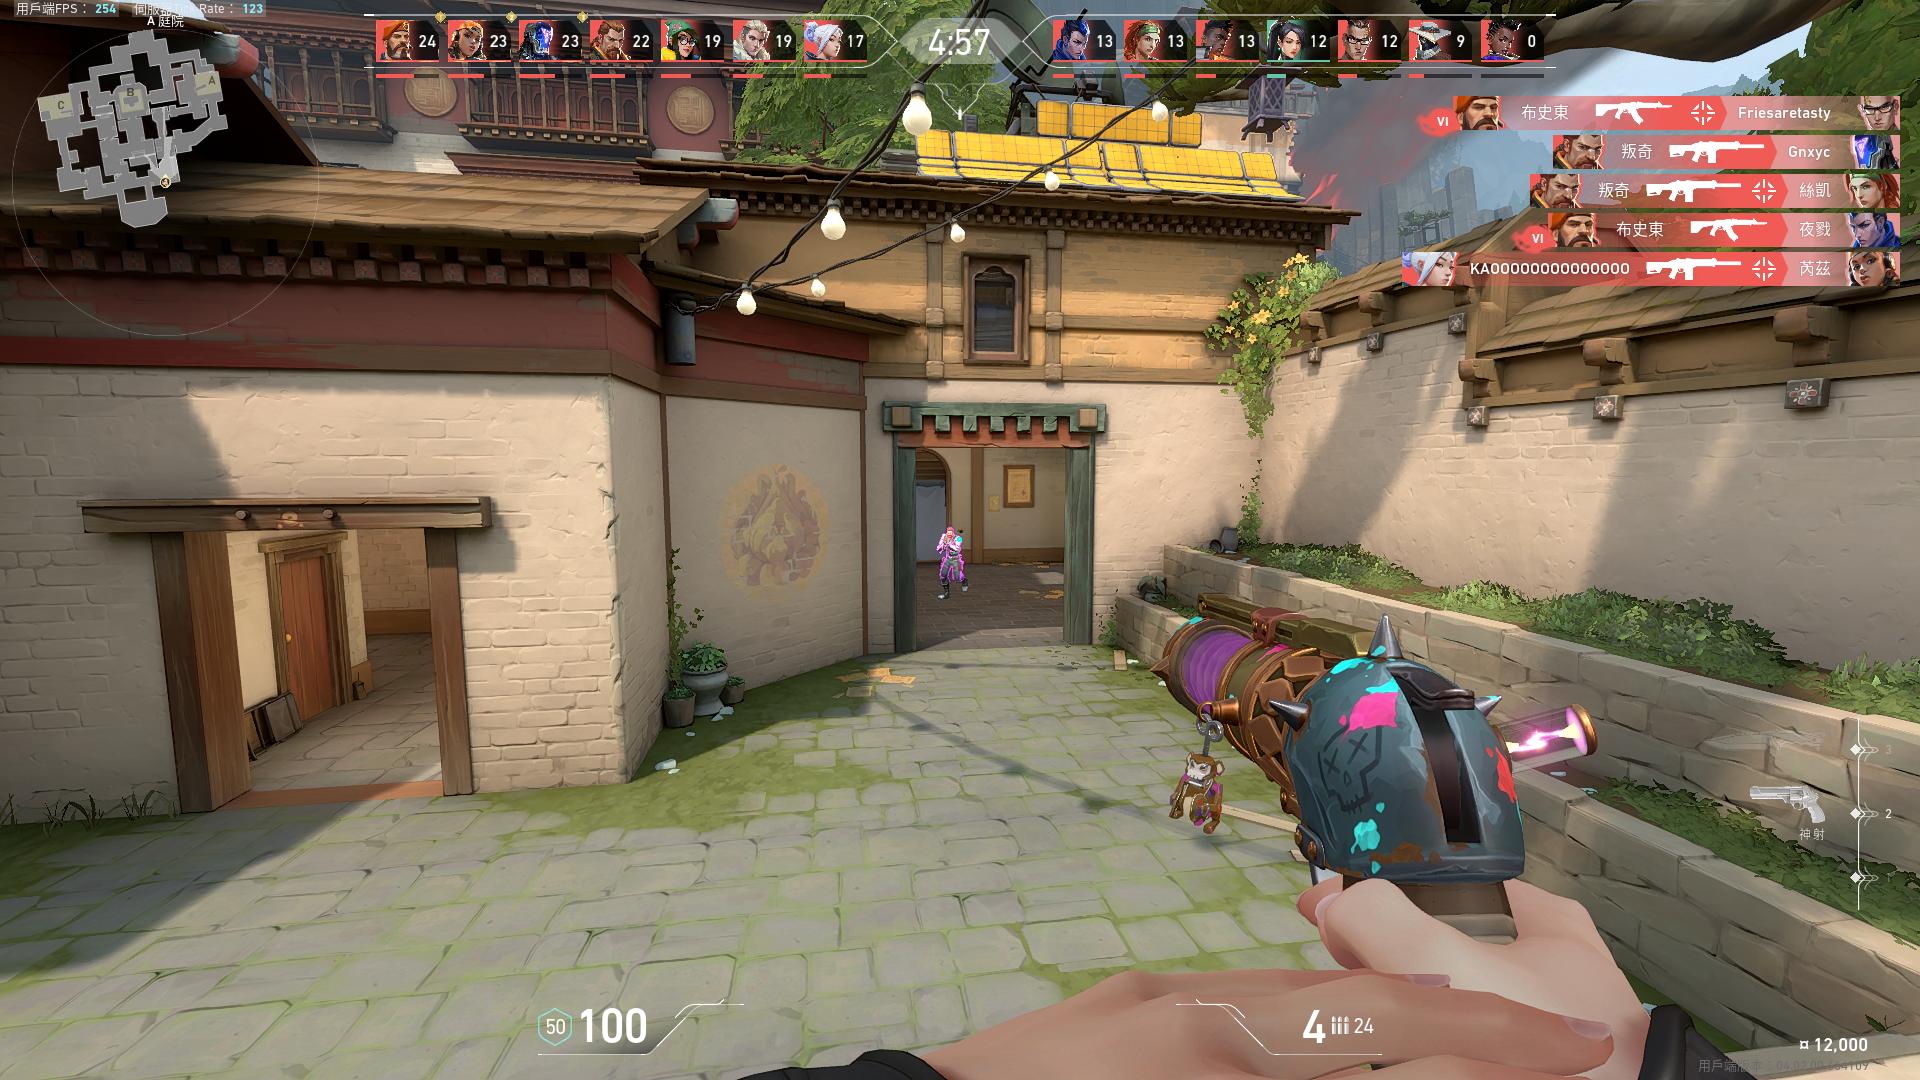 用戶端FPS： 254 伺服器Tick Rate： 123
A 庭院
24 23 23 22 19 19 17 4:57 13 13 13 12 12 9 0
A
B
C
VI 布史東 Friesaretasty
叛奇 Gnxyc
叛奇 絲凱
VI 布史東 夜戮
KAOOOOOOOOOOOOOO 芮茲
3
2
神射
50 100
4 24
¤ 12,000